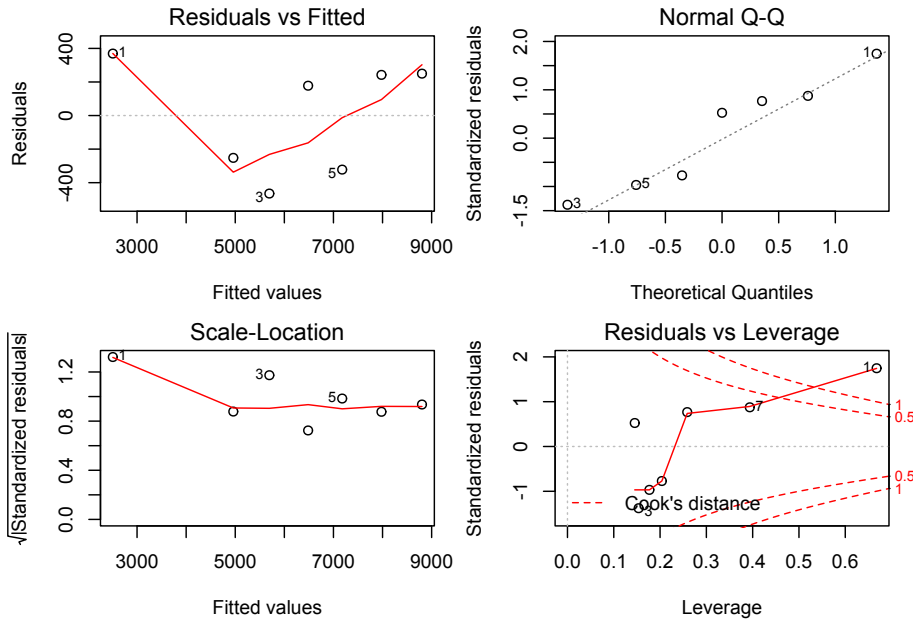 Residuals vs Fitted
Residuals
400
0
-400
1
3
5
3000 5000 7000 9000
Fitted values
Normal Q-Q
Standardized residuals
2.0
1.0
0.0
-1.5
1
5
3
-1.0 -0.5 0.0 0.5 1.0
Theoretical Quantiles
Scale-Location
√|Standardized residuals|
1.2
0.8
0.4
0.0
1
3
5
3000 5000 7000 9000
Fitted values
Residuals vs Leverage
Standardized residuals
2
1
0
-1
1
7
3
1
0.5
0.5
1
Cook's distance
0.0 0.1 0.2 0.3 0.4 0.5 0.6
Leverage